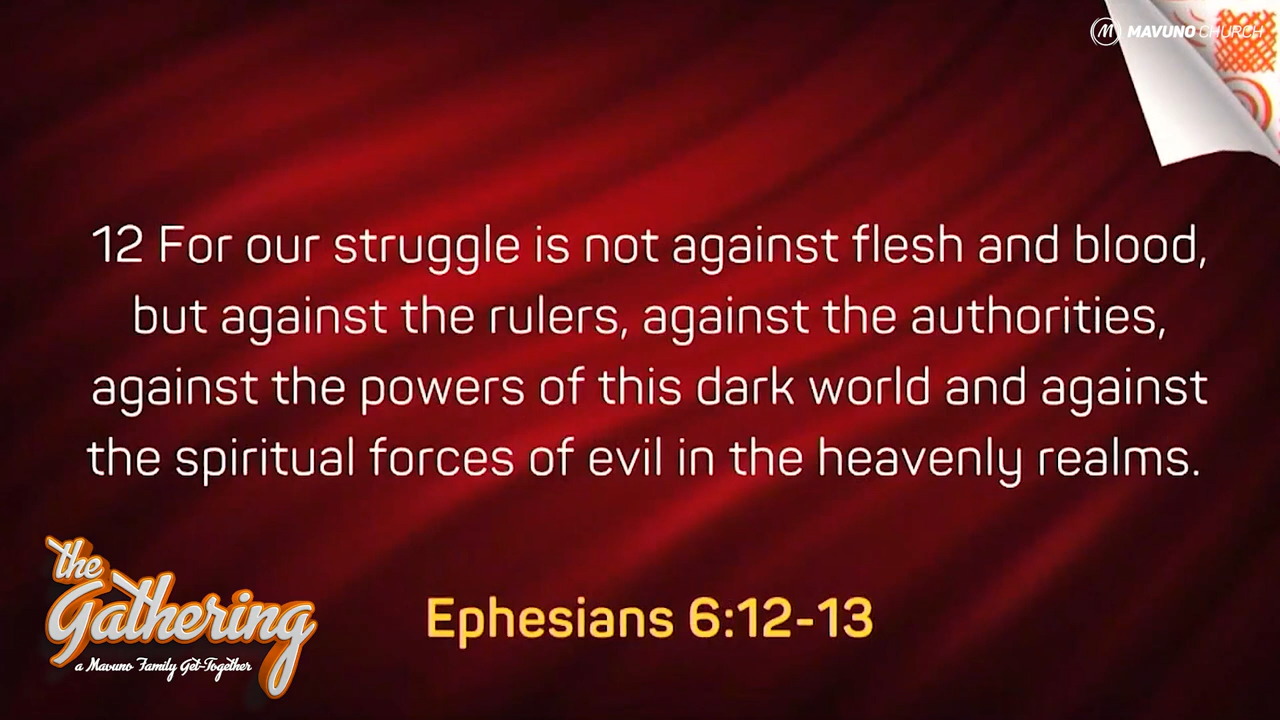 M MAVUNO CHURCH
12 For our struggle is not against flesh and blood,
but against the rulers, against the authorities,
against the powers of this dark world and against
the spiritual forces of evil in the heavenly realms.
Ephesians 6:12-13
the
Gathering
a Mavuno Family Get-Together